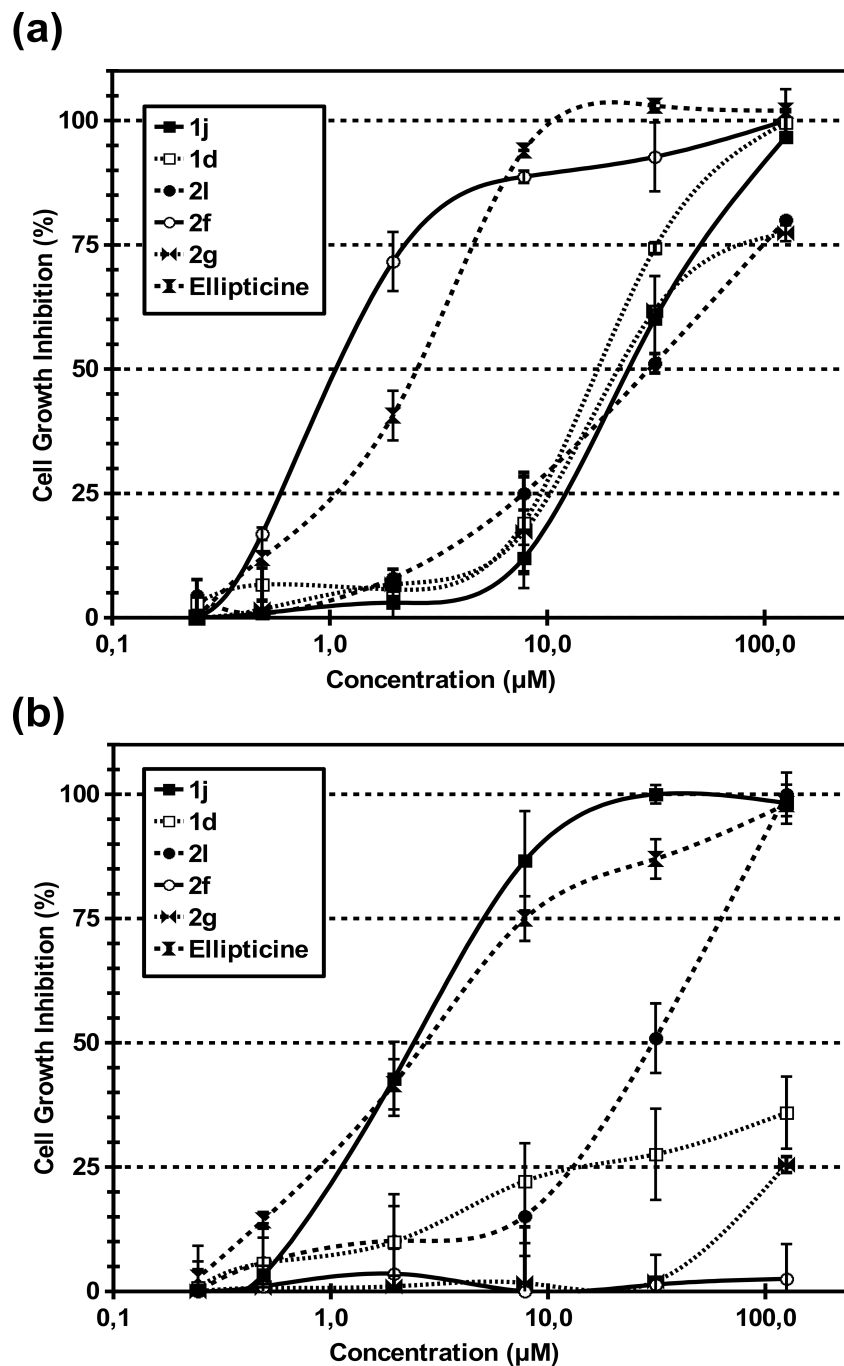 (a)
100
75
50
25
0
Cell Growth Inhibition (%)
1j
1d
2l
2f
2g
Ellipticine
0,1
1,0
10,0
100,0
Concentration (µM)
(b)
100
75
50
25
0
Cell Growth Inhibition (%)
1j
1d
2l
2f
2g
Ellipticine
0,1
1,0
10,0
100,0
Concentration (µM)